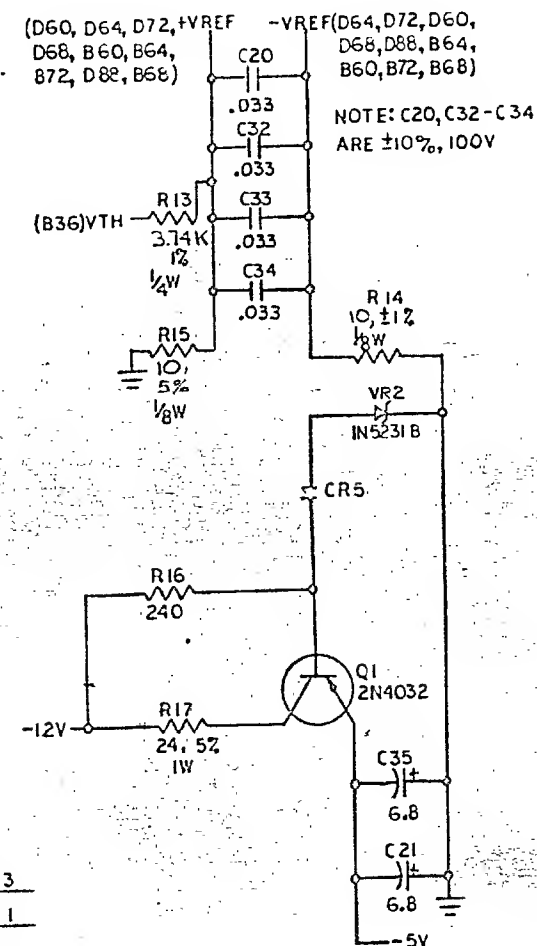 (D60, D64, D72, +VREF
D68, B60, B64,
B72, D88, B68)
-VREF(D64, D72, D60,
D68, D88, B64,
B60, B72, B68)
C20
.033
NOTE: C20, C32-C34
ARE ±10%, 100V
C32
.033
R13
(B36)VTH
3.74K
1%
1/4W
C33
.033
C34
.033
R14
10, ±1%
1/8W
R15
10,
5%
1/8W
VR2
1N5231B
CR5
R16
240
Q1
2N4032
-12V
R17
24, 5%
1W
C35
+
6.8
C21
+
6.8
-5V
3
1